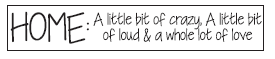 HOME: A little bit of crazy, A little bit
of loud & a whole lot of love